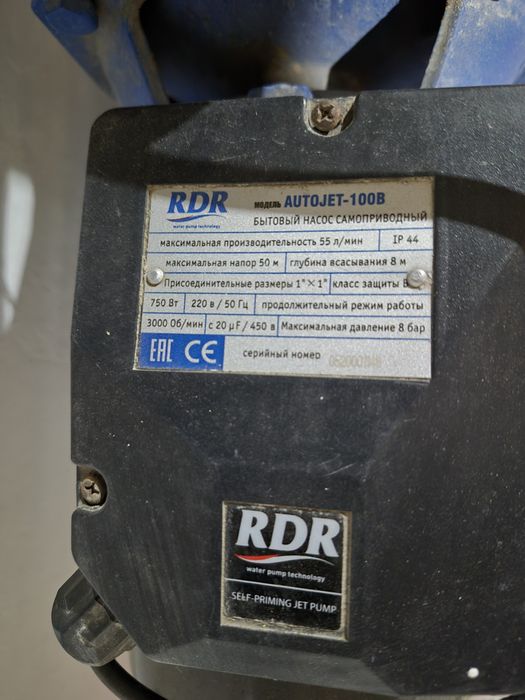 RDR
water pump technology
МОДЕЛЬ AUTOJET-100B
БЫТОВЫЙ НАСОС САМОПРИВОДНЫЙ
максимальная производительность 55 л/мин IP 44
максимальная напор 50 м глубина всасывания 8 м
Присоединительные размеры 1"×1" класс защиты
750 Вт 220 в / 50 Гц продолжительный режим работы
3000 Об/мин с 20 µF / 450 в Максимальная давление 8 бар
EAC CE серийный номер
RDR
water pump technology
SELF-PRIMING JET PUMP